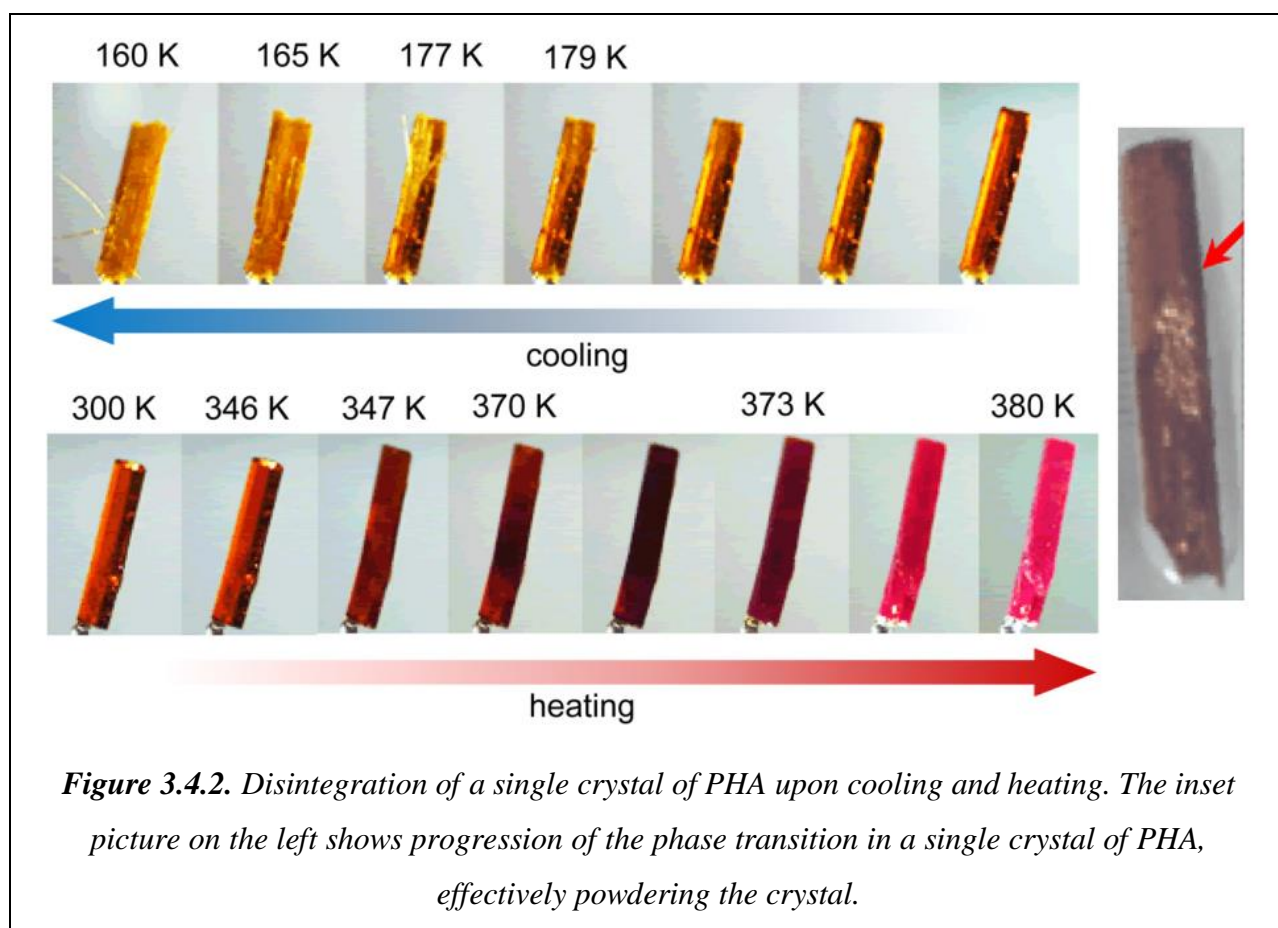 160 K 165 K 177 K 179 K
cooling
300 K 346 K 347 K 370 K 373 K 380 K
heating
Figure 3.4.2. Disintegration of a single crystal of PHA upon cooling and heating. The inset
picture on the left shows progression of the phase transition in a single crystal of PHA,
effectively powdering the crystal.